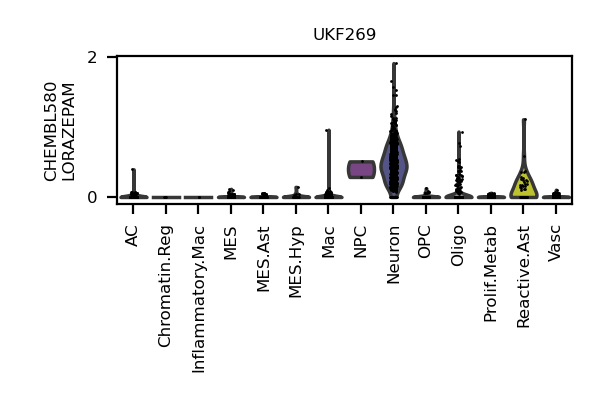 UKF269
CHEMBL580
LORAZEPAM
2
0
AC
Chromatin.Reg
Inflammatory.Mac
MES
MES.Ast
MES.Hyp
Mac
NPC
Neuron
OPC
Oligo
Prolif.Metab
Reactive.Ast
Vasc